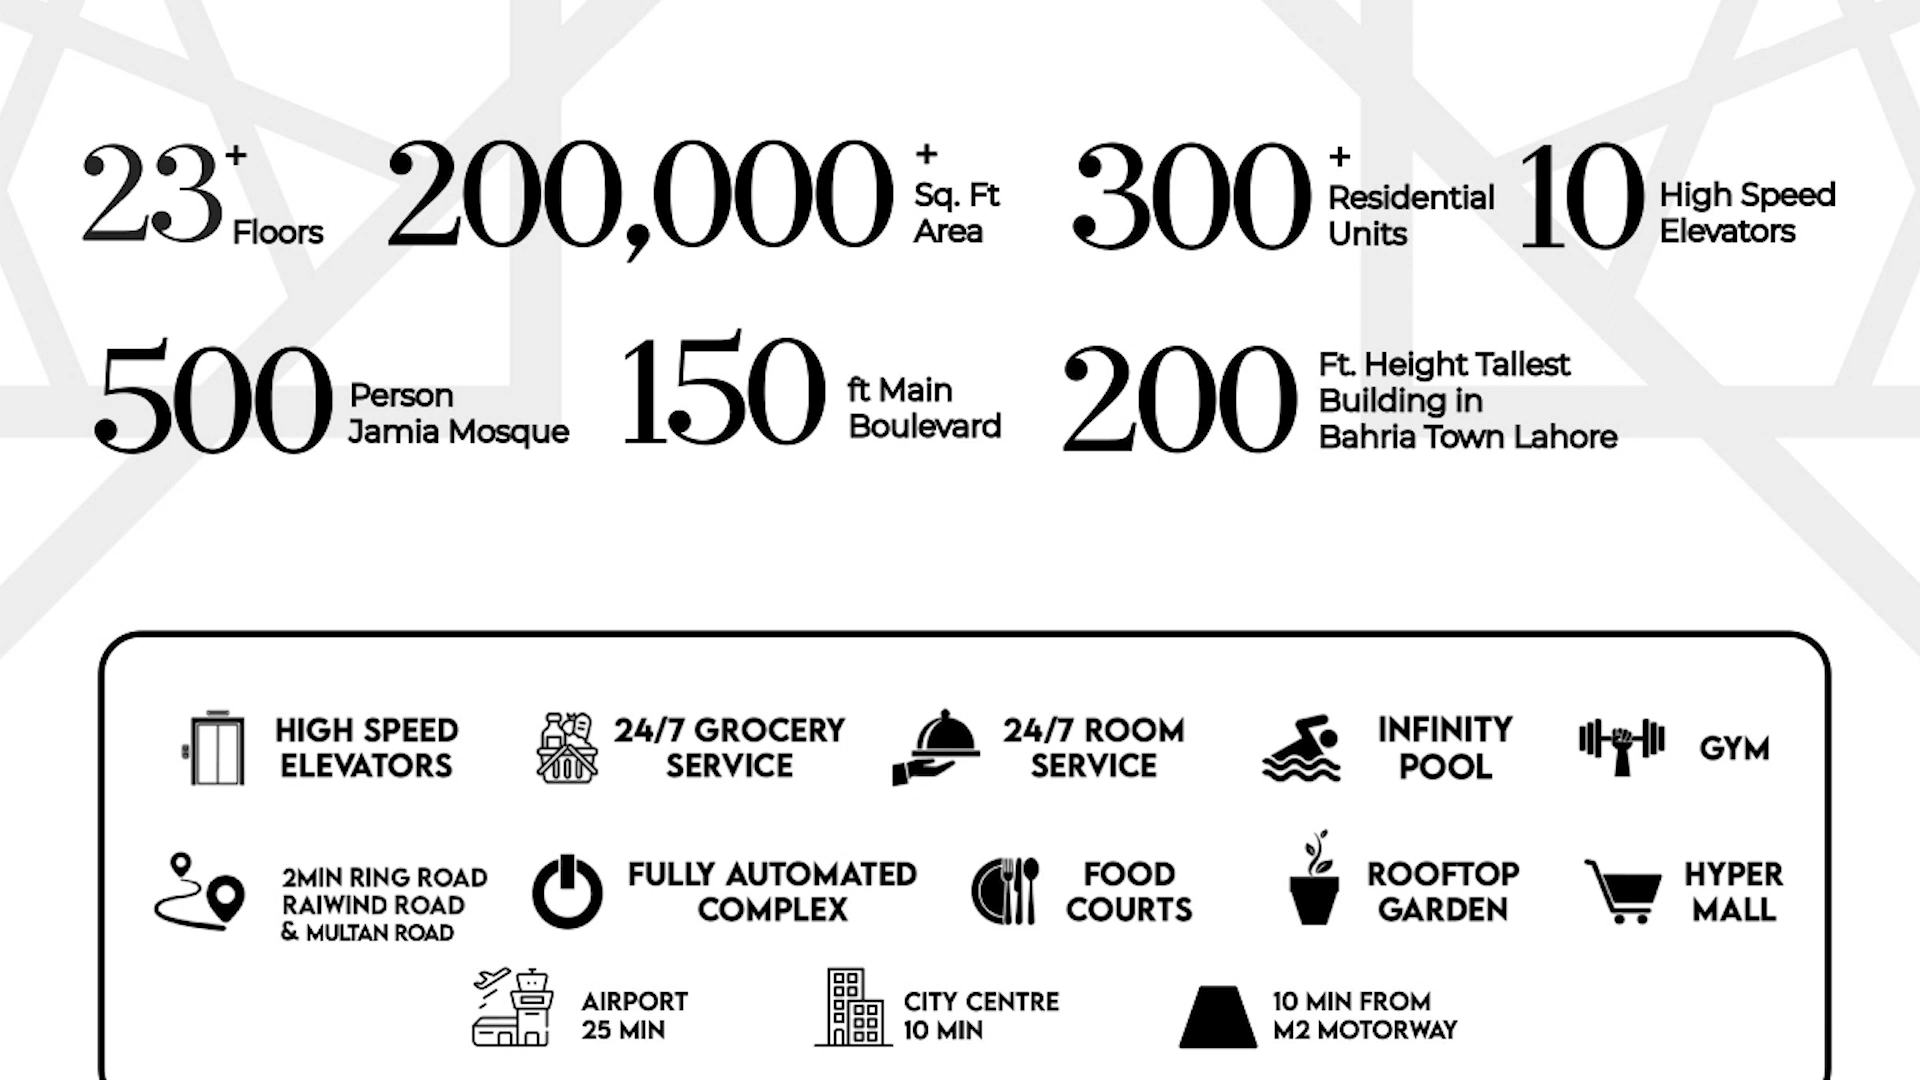 23+ Floors
200,000+ Sq. Ft
Area
300+ Residential
Units
10 High Speed
Elevators
500 Person
Jamia Mosque
150 ft Main
Boulevard
200 Ft. Height Tallest
Building in
Bahria Town Lahore
HIGH SPEED
ELEVATORS
24/7 GROCERY
SERVICE
24/7 ROOM
SERVICE
INFINITY
POOL
GYM
2MIN RING ROAD
RAIWIND ROAD
& MULTAN ROAD
FULLY AUTOMATED
COMPLEX
FOOD
COURTS
ROOFTOP
GARDEN
HYPER
MALL
AIRPORT
25 MIN
CITY CENTRE
10 MIN
10 MIN FROM
M2 MOTORWAY